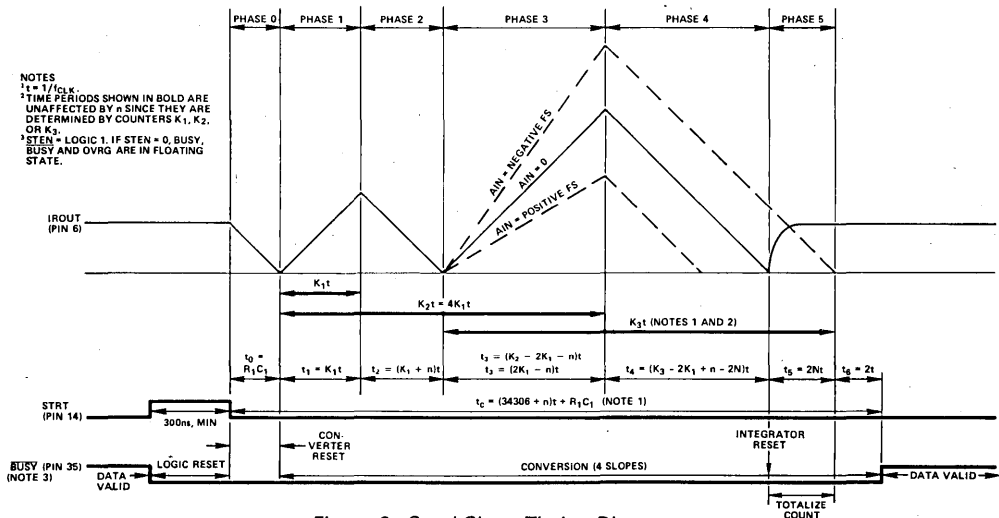 PHASE 0
PHASE 1
PHASE 2
PHASE 3
PHASE 4
PHASE 5
NOTES
¹t = 1/fCLK.
²TIME PERIODS SHOWN IN BOLD ARE
UNAFFECTED BY n SINCE THEY ARE
DETERMINED BY COUNTERS K₁, K₂,
OR K₃.
³STEN = LOGIC 1. IF STEN = 0, BUSY,
BUSY AND OVRG ARE IN FLOATING
STATE.
AIN = NEGATIVE FS
AIN = 0
AIN = POSITIVE FS
IROUT
(PIN 6)
K₁t
K₂t = 4K₁t
K₃t (NOTES 1 AND 2)
t₀ =
R₁C₁
t₁ = K₁t
t₂ = (K₁ + n)t
t₃ = (K₂ − 2K₁ − n)t
t₃ = (2K₁ − n)t
t₄ = (K₃ − 2K₁ + n − 2N)t
t₅ = 2Nt
t₆ = 2t
STRT
(PIN 14)
300ns, MIN
tC = (34306 + n)t + R₁C₁ (NOTE 1)
CON-
VERTER
RESET
INTEGRATOR
RESET
BUSY (PIN 35)
(NOTE 3)
DATA
VALID
LOGIC RESET
CONVERSION (4 SLOPES)
DATA VALID
TOTALIZE
COUNT